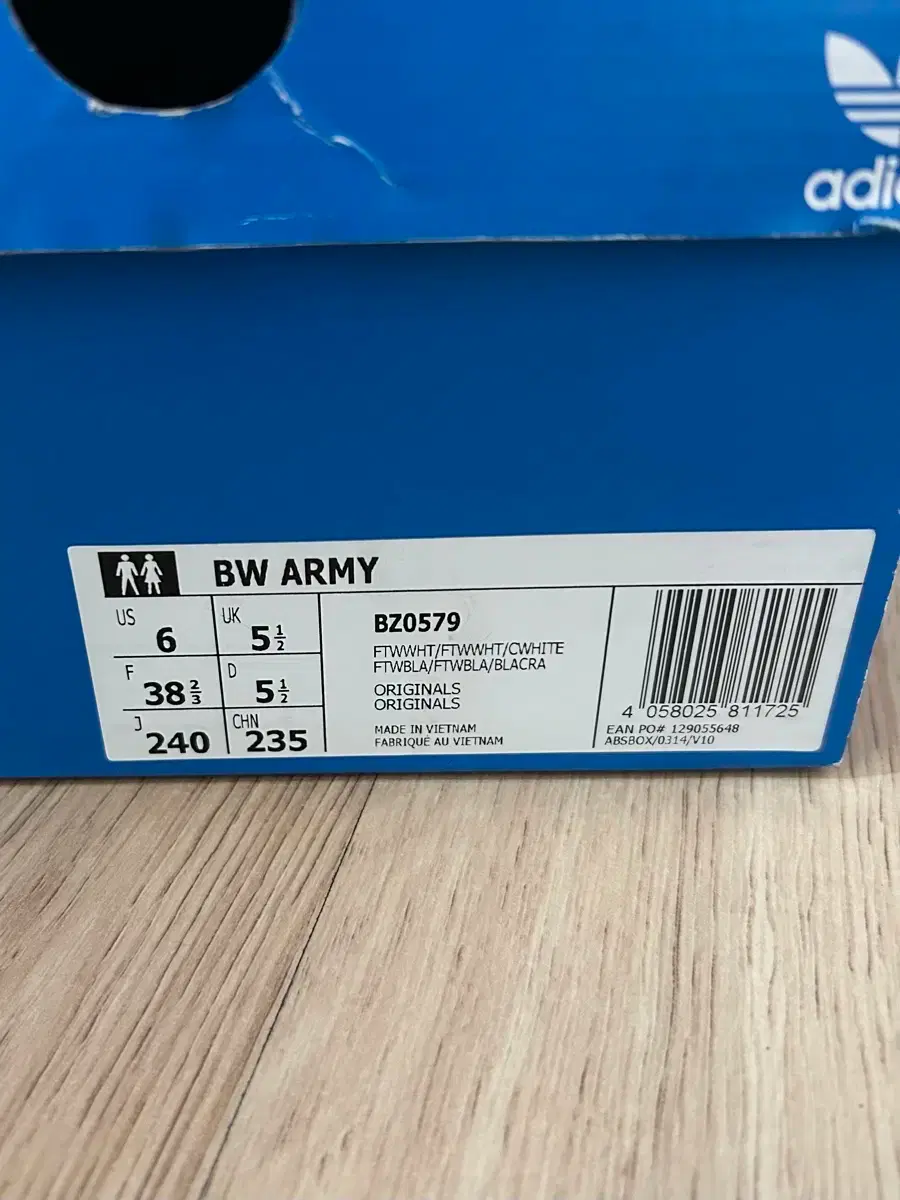 adi
BW ARMY
US 6 UK 5½
F 38⅔ D 5½
J 240 CHN 235
BZ0579
FTWWHT/FTWWHT/CWHITE
FTWBLA/FTWBLA/BLACRA
ORIGINALS
ORIGINALS
MADE IN VIETNAM
FABRIQUÉ AU VIETNAM
4 058025 811725
EAN PO# 129055648
ABSBOX/0314/V10